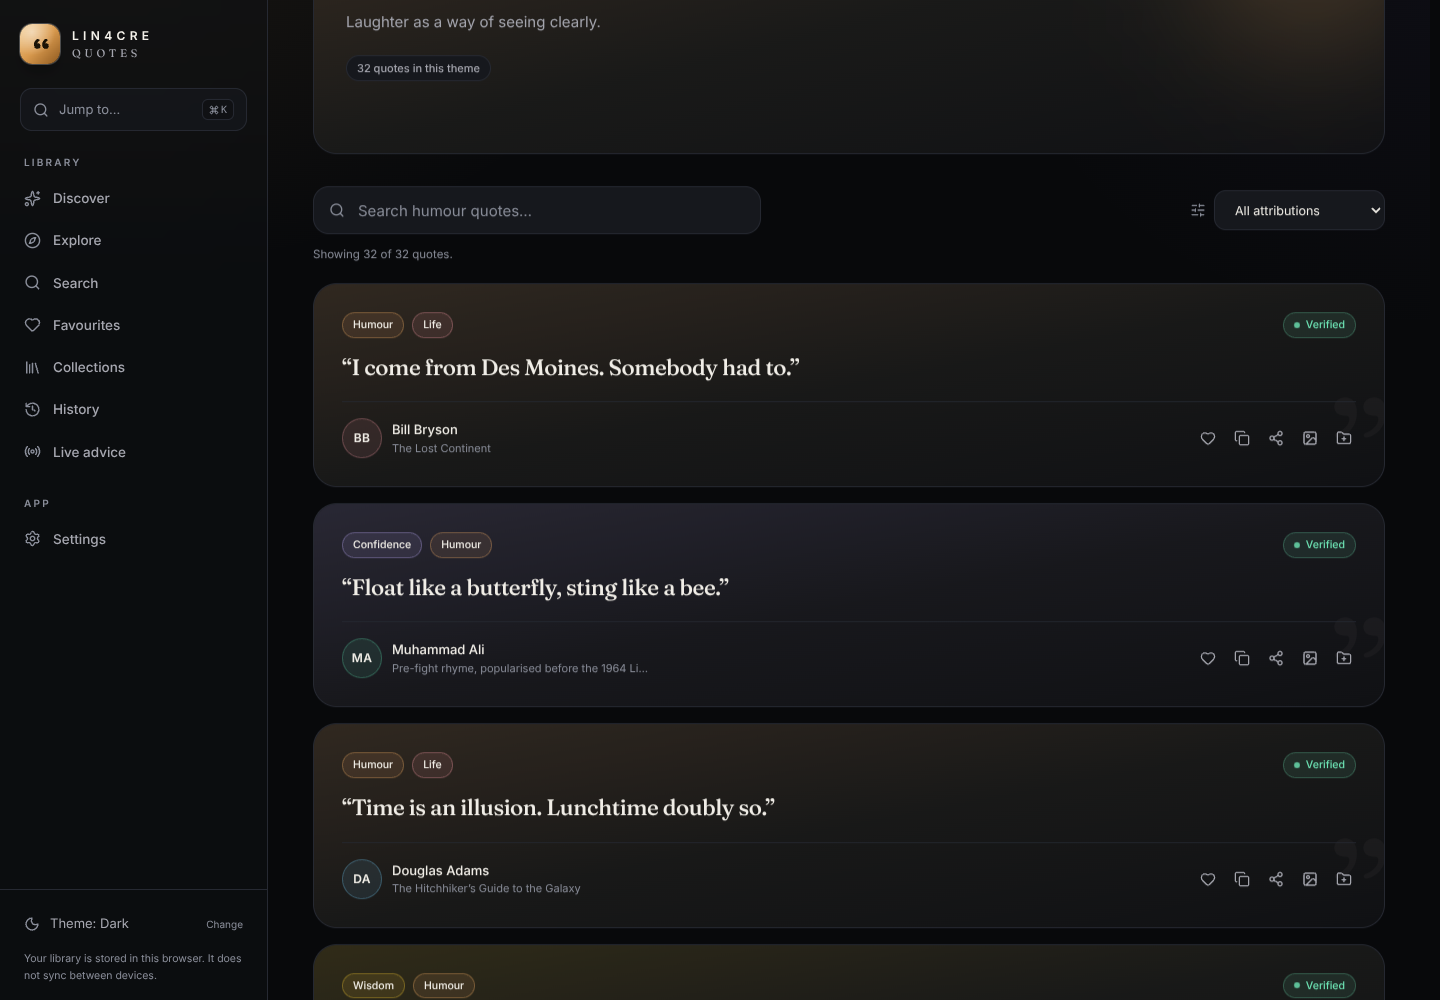 LIN4CRE
QUOTES
Jump to...
⌘K
LIBRARY
Discover
Explore
Search
Favourites
Collections
History
Live advice
APP
Settings
Theme: Dark
Change
Your library is stored in this browser. It does
not sync between devices.
Laughter as a way of seeing clearly.
32 quotes in this theme
Search humour quotes...
All attributions
Showing 32 of 32 quotes.
Humour
Life
Verified
“I come from Des Moines. Somebody had to.”
BB
Bill Bryson
The Lost Continent
Confidence
Humour
Verified
“Float like a butterfly, sting like a bee.”
MA
Muhammad Ali
Pre-fight rhyme, popularised before the 1964 Li...
Humour
Life
Verified
“Time is an illusion. Lunchtime doubly so.”
DA
Douglas Adams
The Hitchhiker’s Guide to the Galaxy
Wisdom
Humour
Verified